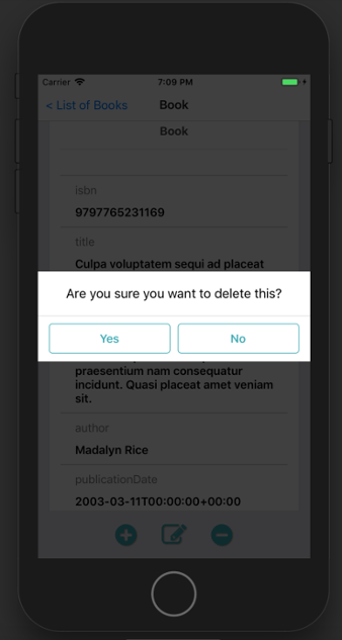 Carrier 7:09 PM
< List of Books Book
Book
isbn
9797765231169
title
Culpa voluptatem sequi ad placeat
Are you sure you want to delete this?
Yes No
praesentium nam consequatur
incidunt. Quasi placeat amet veniam
sit.
author
Madalyn Rice
publicationDate
2003-03-11T00:00:00+00:00